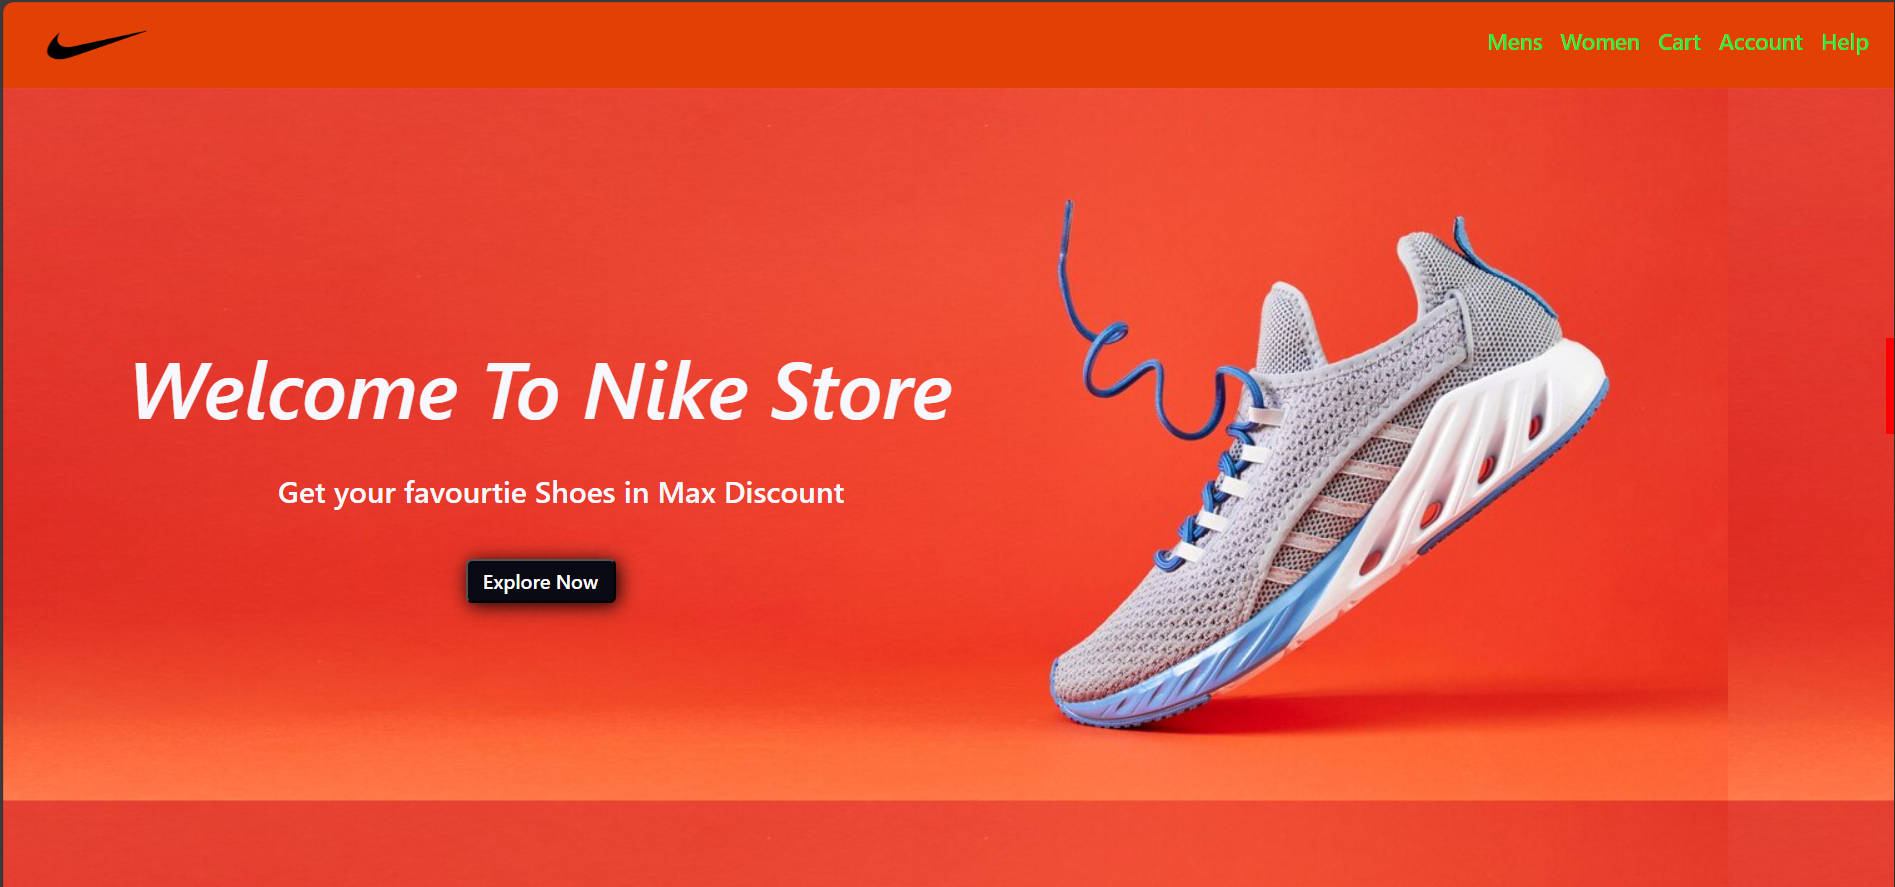 Mens Women Cart Account Help
Welcome To Nike Store
Get your favourtie Shoes in Max Discount
Explore Now